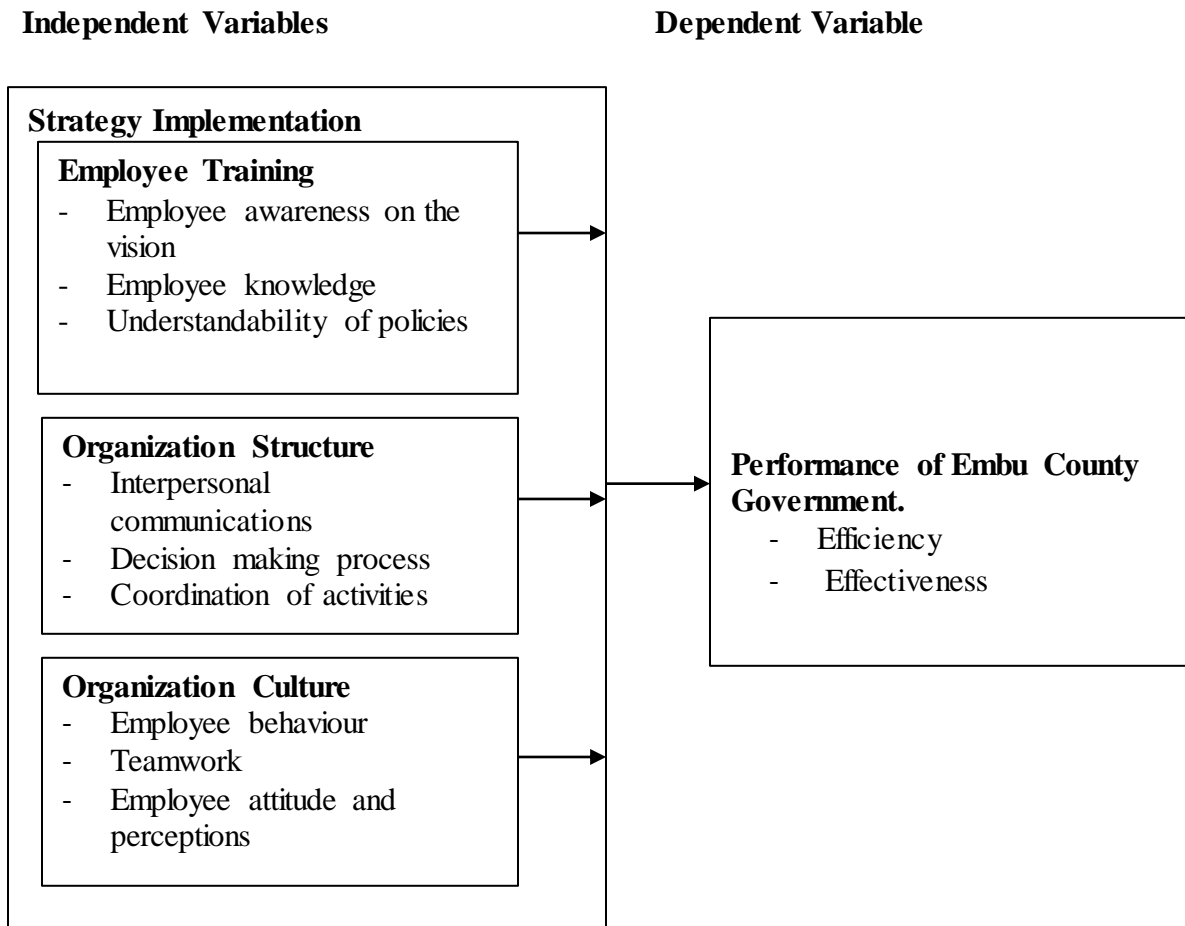 Independent Variables
Dependent Variable
Strategy Implementation
Employee Training
- Employee awareness on the
vision
- Employee knowledge
- Understandability of policies
Organization Structure
- Interpersonal
communications
- Decision making process
- Coordination of activities
Organization Culture
- Employee behaviour
- Teamwork
- Employee attitude and
perceptions
Performance of Embu County
Government.
- Efficiency
- Effectiveness